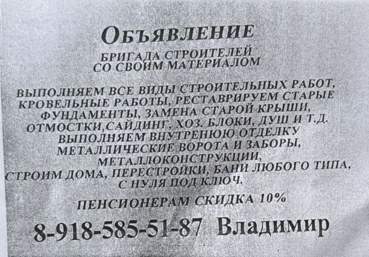 ОБЪЯВЛЕНИЕ
БРИГАДА СТРОИТЕЛЕЙ
СО СВОИМ МАТЕРИАЛОМ
ВЫПОЛНЯЕМ ВСЕ ВИДЫ СТРОИТЕЛЬНЫХ РАБОТ,
КРОВЕЛЬНЫЕ РАБОТЫ, РЕСТАВРИРУЕМ СТАРЫЕ
ФУНДАМЕНТЫ, ЗАМЕНА СТАРОЙ КРЫШИ,
ОТМОСТКИ,САЙДИНГ, ХОЗ. БЛОКИ, ДУШ И Т.Д.
ВЫПОЛНЯЕМ ВНУТРЕНЮЮ ОТДЕЛКУ
МЕТАЛЛИЧЕСКИЕ ВОРОТА И ЗАБОРЫ,
МЕТАЛЛОКОНСТРУКЦИИ,
СТРОИМ ДОМА, ПЕРЕСТРОЙКИ, БАНИ ЛЮБОГО ТИПА,
С НУЛЯ ПОД КЛЮЧ.
ПЕНСИОНЕРАМ СКИДКА 10%
8-918-585-51-87 Владимир